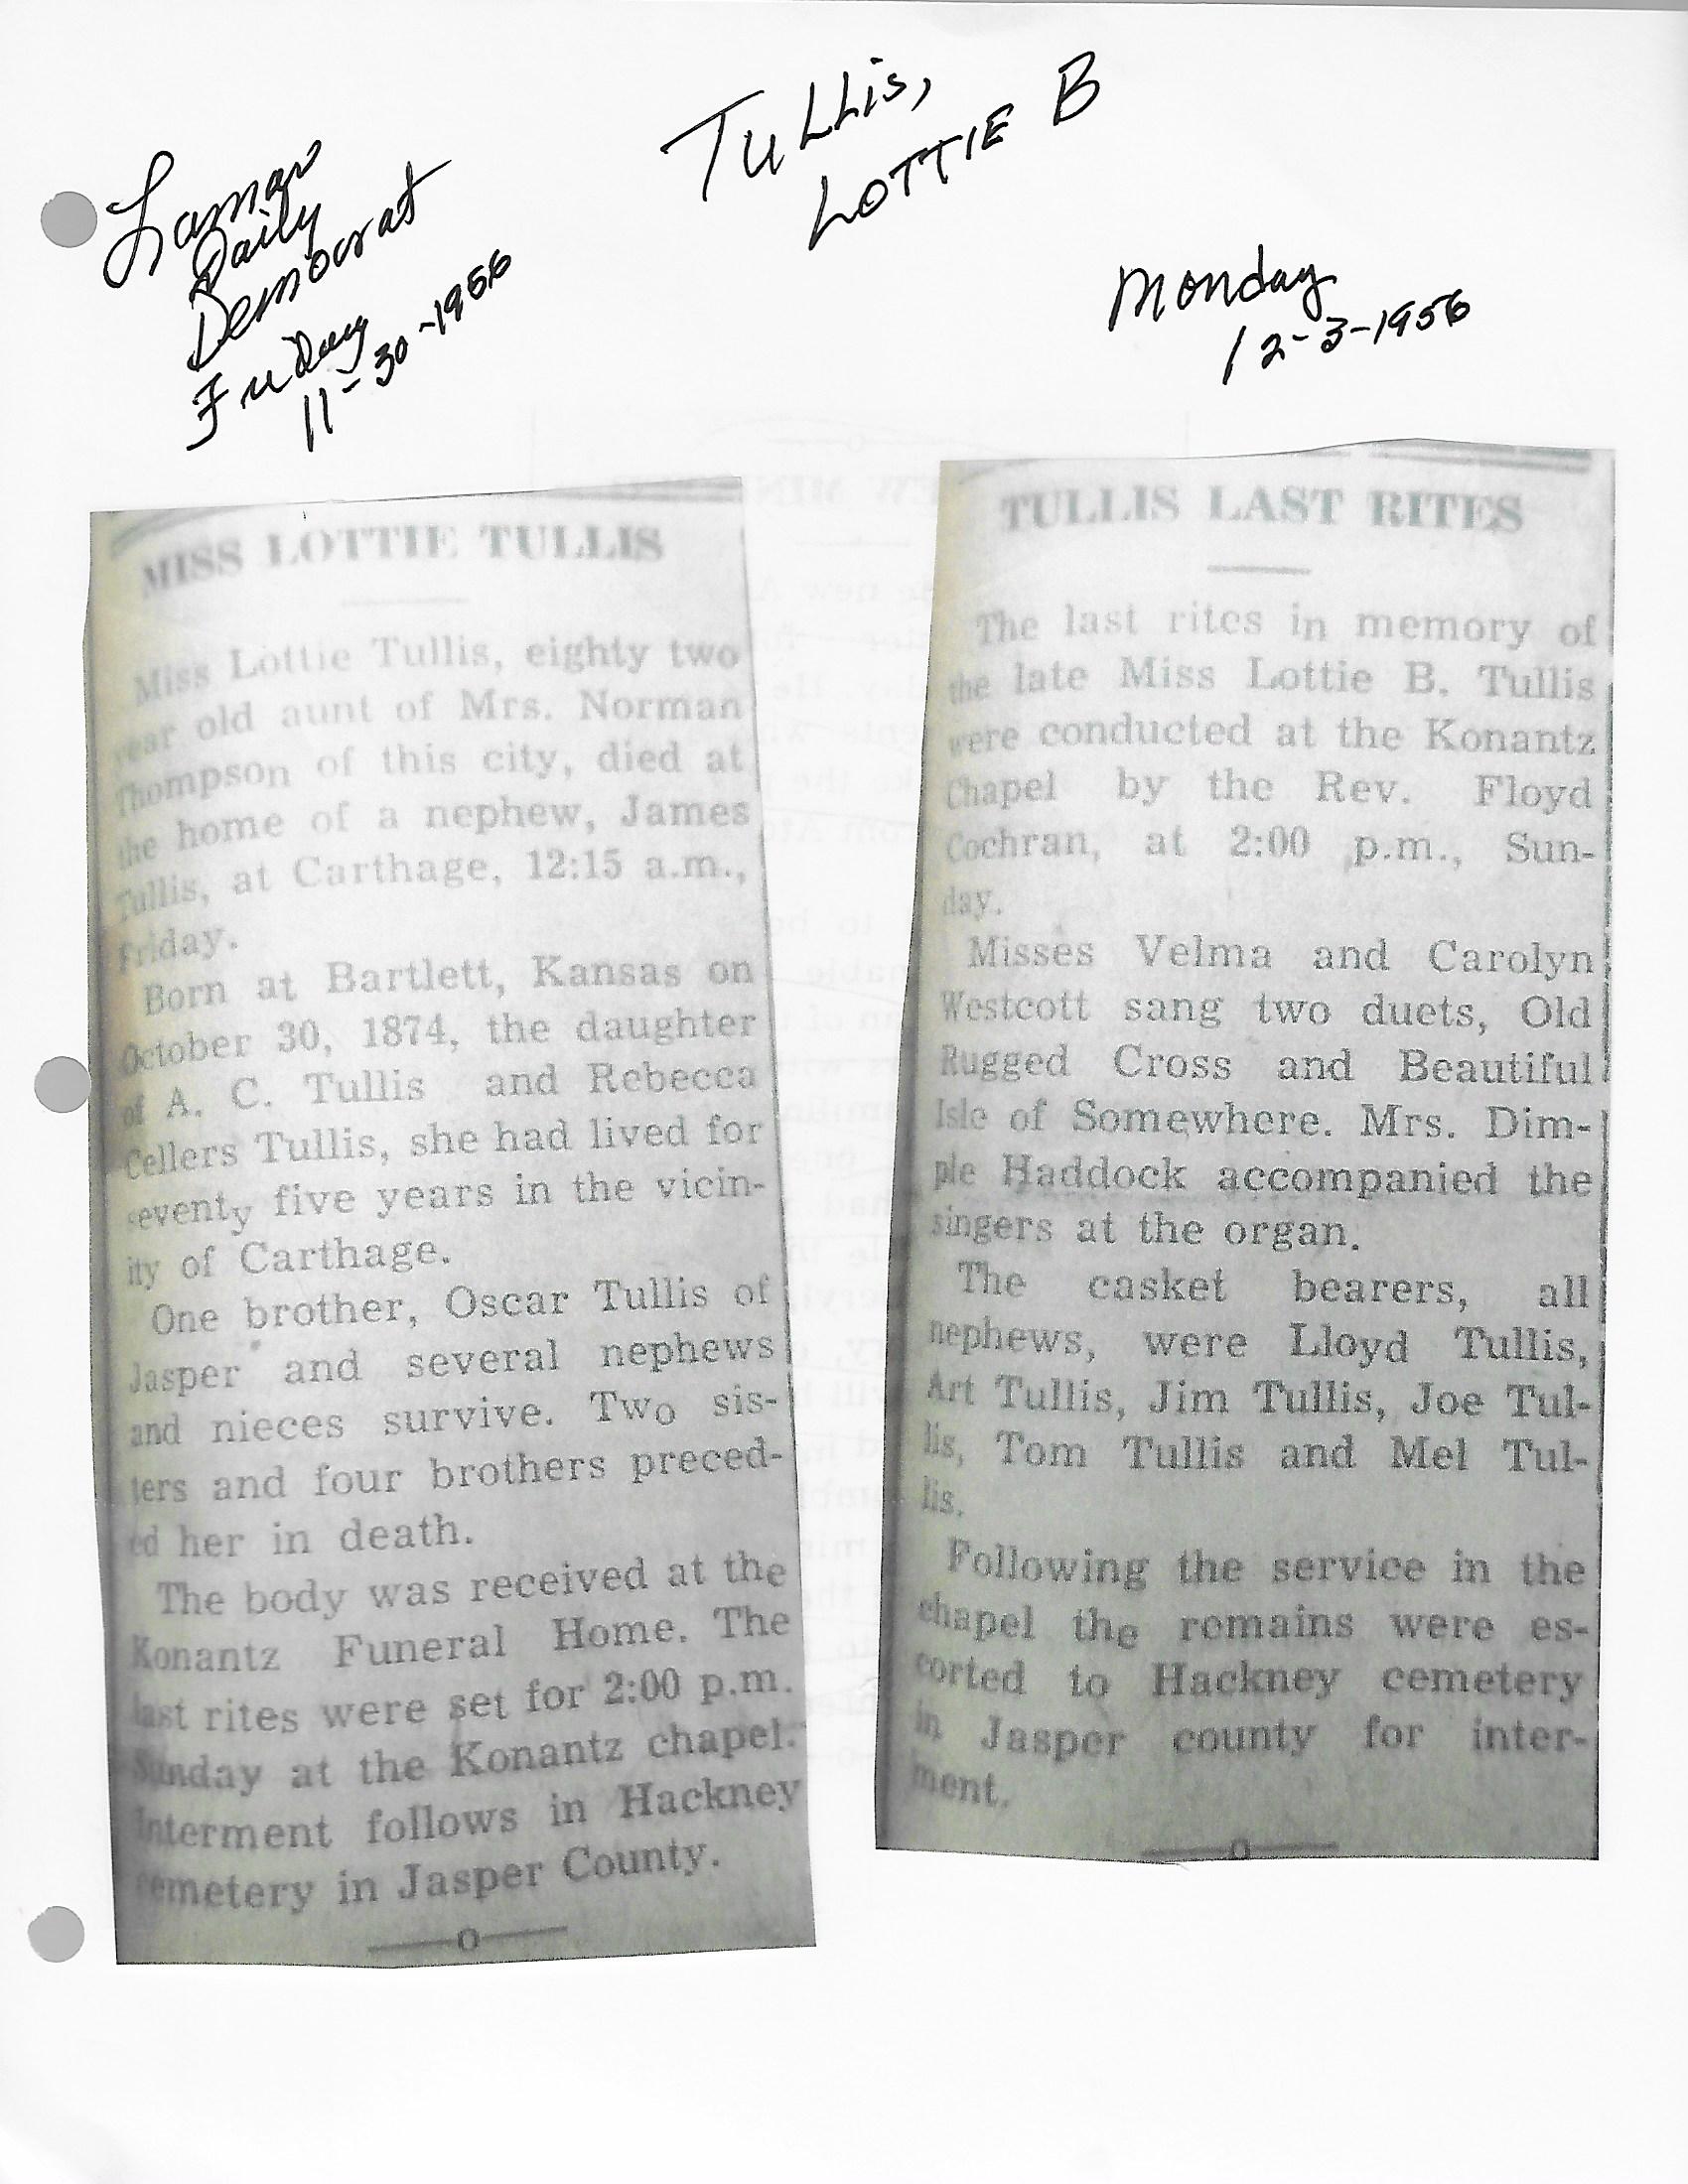 Tullis,
Lottie B
Lamar
Daily
Democrat
Friday
11-30-1956
Monday
12-3-1956
MISS LOTTIE TULLIS
Miss Lottie Tullis, eighty two
year old aunt of Mrs. Norman
Thompson of this city, died at
the home of a nephew, James
Tullis, at Carthage, 12:15 a.m.,
Friday.
Born at Bartlett, Kansas on
October 30, 1874, the daughter
of A. C. Tullis and Rebecca
Cellers Tullis, she had lived for
seventy five years in the vicin-
ity of Carthage.
One brother, Oscar Tullis of
Jasper and several nephews
and nieces survive. Two sis-
ters and four brothers preced-
ed her in death.
The body was received at the
Konantz Funeral Home. The
last rites were set for 2:00 p.m.
Sunday at the Konantz chapel.
Interment follows in Hackney
cemetery in Jasper County.
TULLIS LAST RITES
The last rites in memory of
the late Miss Lottie B. Tullis
were conducted at the Konantz
Chapel by the Rev. Floyd
Cochran, at 2:00 p.m., Sun-
day.
Misses Velma and Carolyn
Westcott sang two duets, Old
Rugged Cross and Beautiful
Isle of Somewhere. Mrs. Dim-
ple Haddock accompanied the
singers at the organ.
The casket bearers, all
nephews, were Lloyd Tullis,
Art Tullis, Jim Tullis, Joe Tul-
lis, Tom Tullis and Mel Tul-
lis.
Following the service in the
chapel the remains were es-
corted to Hackney cemetery
in Jasper county for inter-
ment.